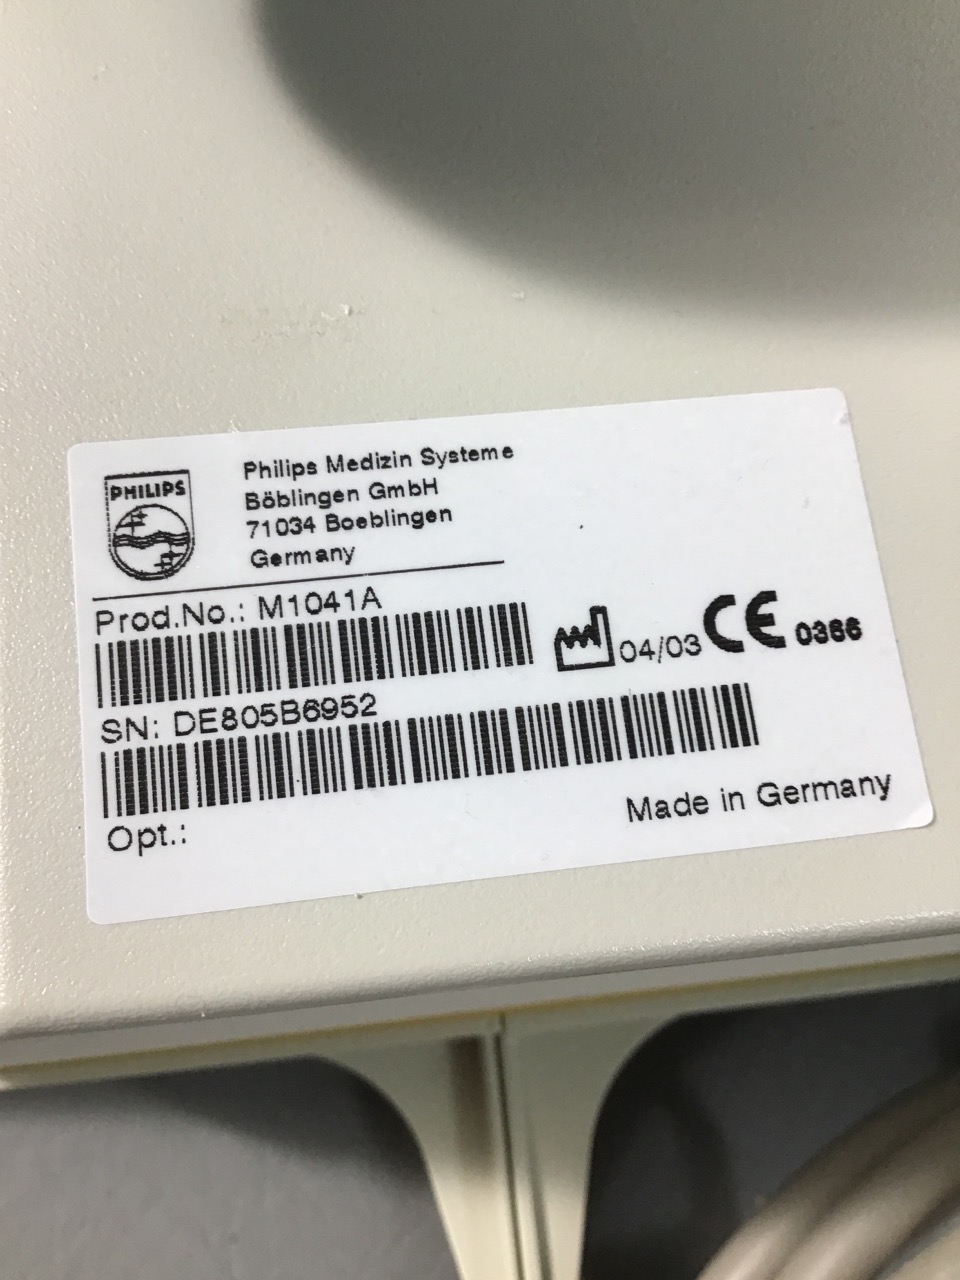 PHILIPS
Philips Medizin Systeme
Böblingen GmbH
71034 Boeblingen
Germany
Prod.No.: M1041A
04/03 CE 0366
SN: DE805B6952
Opt.:
Made in Germany